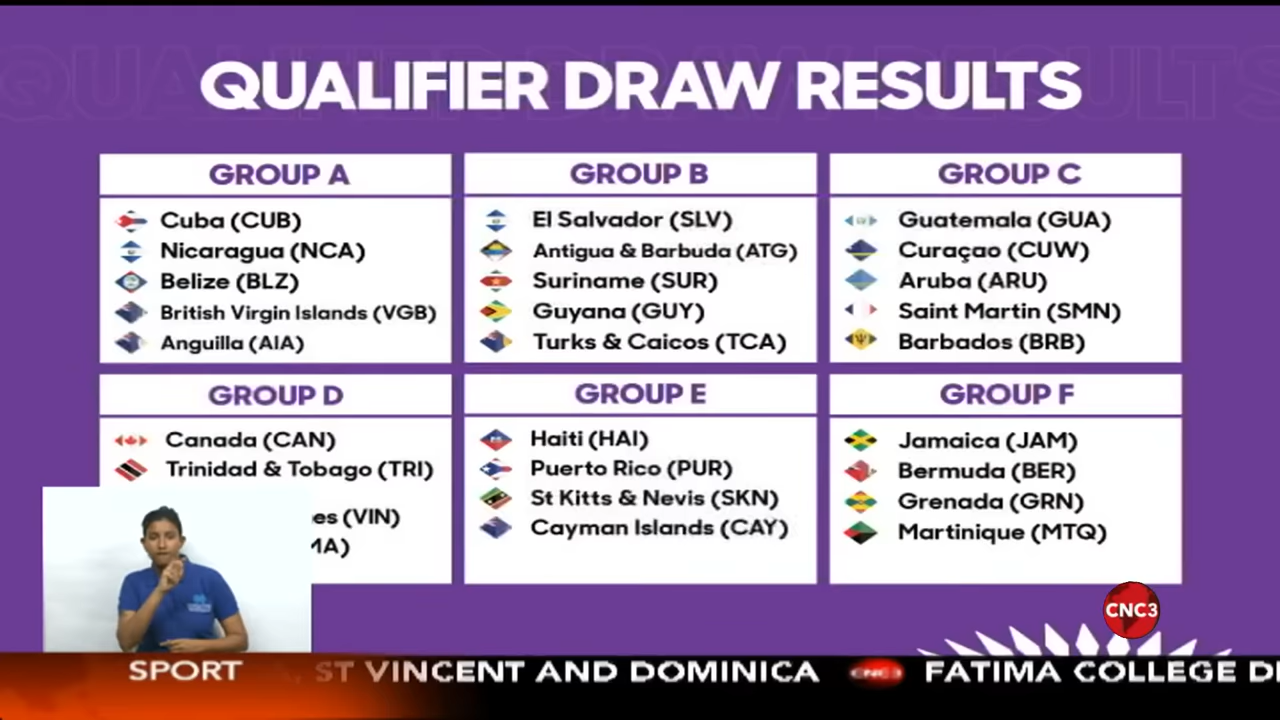 QUALIFIER DRAW RESULTS
GROUP A
Cuba (CUB)
Nicaragua (NCA)
Belize (BLZ)
British Virgin Islands (VGB)
Anguilla (AIA)
GROUP B
El Salvador (SLV)
Antigua & Barbuda (ATG)
Suriname (SUR)
Guyana (GUY)
Turks & Caicos (TCA)
GROUP C
Guatemala (GUA)
Curaçao (CUW)
Aruba (ARU)
Saint Martin (SMN)
Barbados (BRB)
GROUP D
Canada (CAN)
Trinidad & Tobago (TRI)
es (VIN)
MA)
GROUP E
Haiti (HAI)
Puerto Rico (PUR)
St Kitts & Nevis (SKN)
Cayman Islands (CAY)
GROUP F
Jamaica (JAM)
Bermuda (BER)
Grenada (GRN)
Martinique (MTQ)
CNC3
SPORT ST VINCENT AND DOMINICA CNC3 FATIMA COLLEGE D